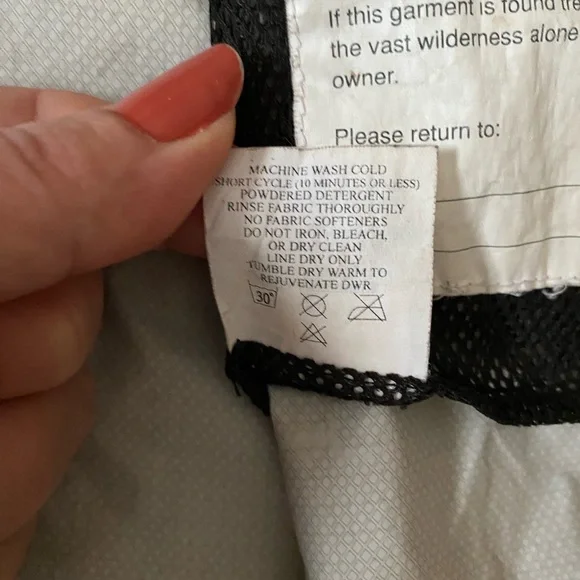 If this garment is found
the vast wilderness alone
owner.
Please return to:
MACHINE WASH COLD
SHORT CYCLE (10 MINUTES OR LESS)
POWDERED DETERGENT
RINSE FABRIC THOROUGHLY
NO FABRIC SOFTENERS
DO NOT IRON, BLEACH,
OR DRY CLEAN
LINE DRY ONLY
TUMBLE DRY WARM TO
REJUVENATE DWR
30°